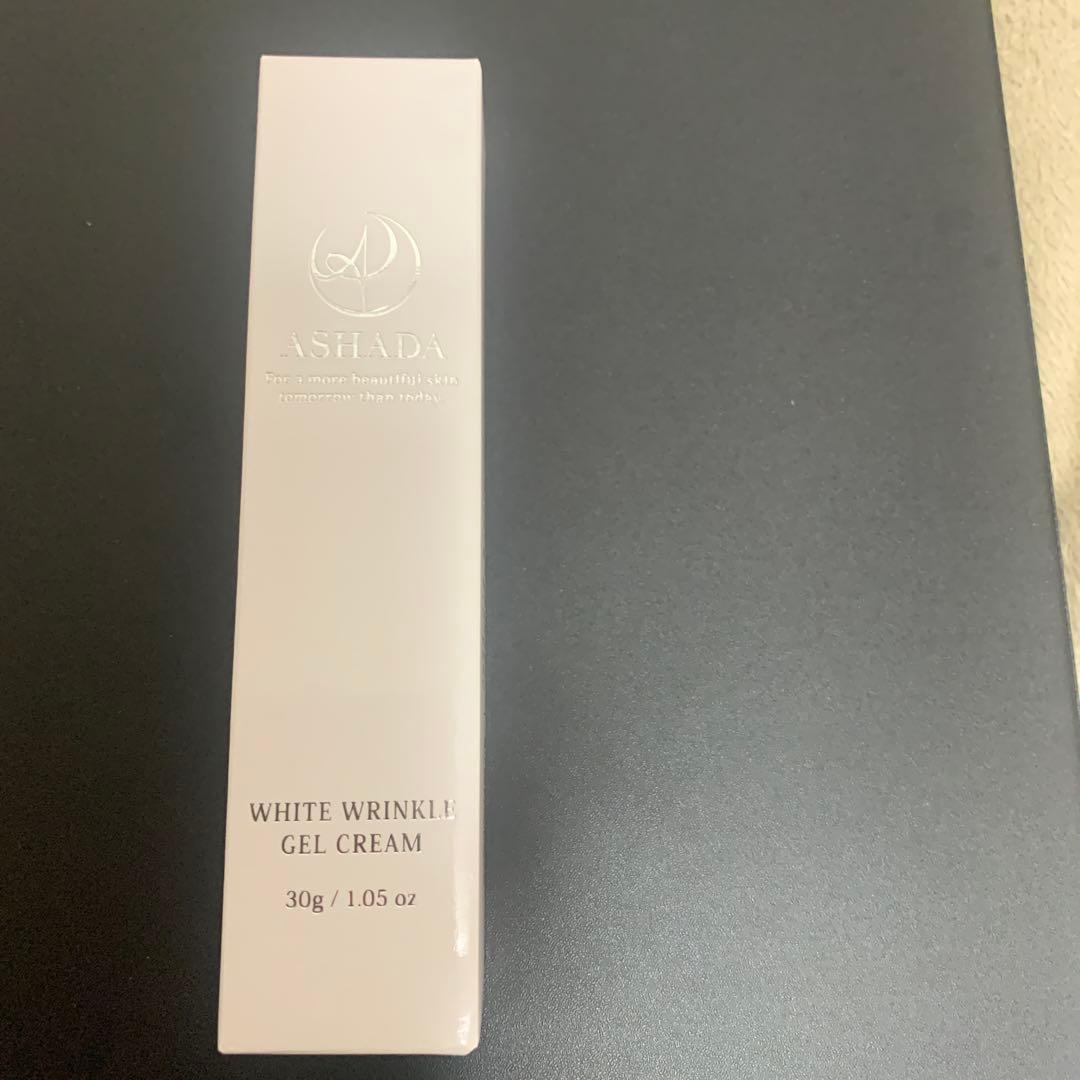 ASHADA
For a more beautiful skin
tomorrow than today
WHITE WRINKLE
GEL CREAM
30g / 1.05 oz